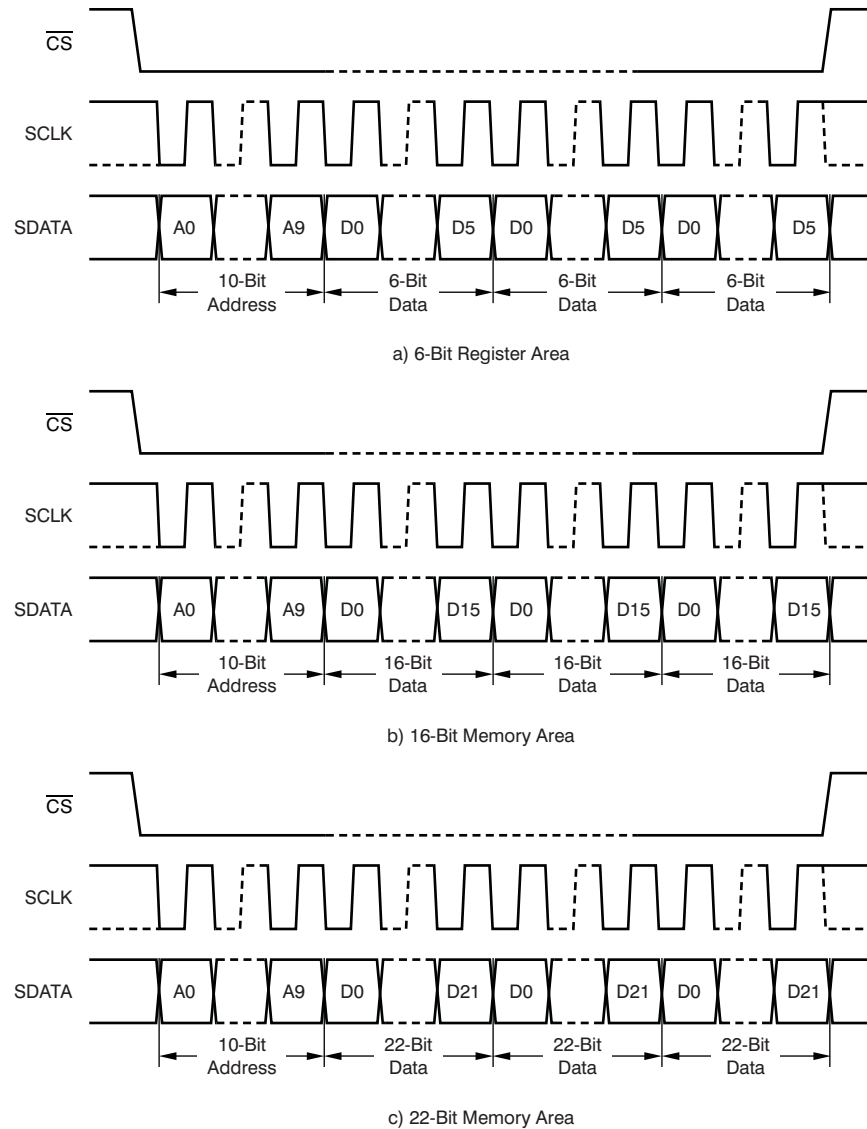 CS
SCLK
SDATA A0 A9 D0 D5 D0 D5 D0 D5
10-Bit Address 6-Bit Data 6-Bit Data 6-Bit Data
a) 6-Bit Register Area
CS
SCLK
SDATA A0 A9 D0 D15 D0 D15 D0 D15
10-Bit Address 16-Bit Data 16-Bit Data 16-Bit Data
b) 16-Bit Memory Area
CS
SCLK
SDATA A0 A9 D0 D21 D0 D21 D0 D21
10-Bit Address 22-Bit Data 22-Bit Data 22-Bit Data
c) 22-Bit Memory Area